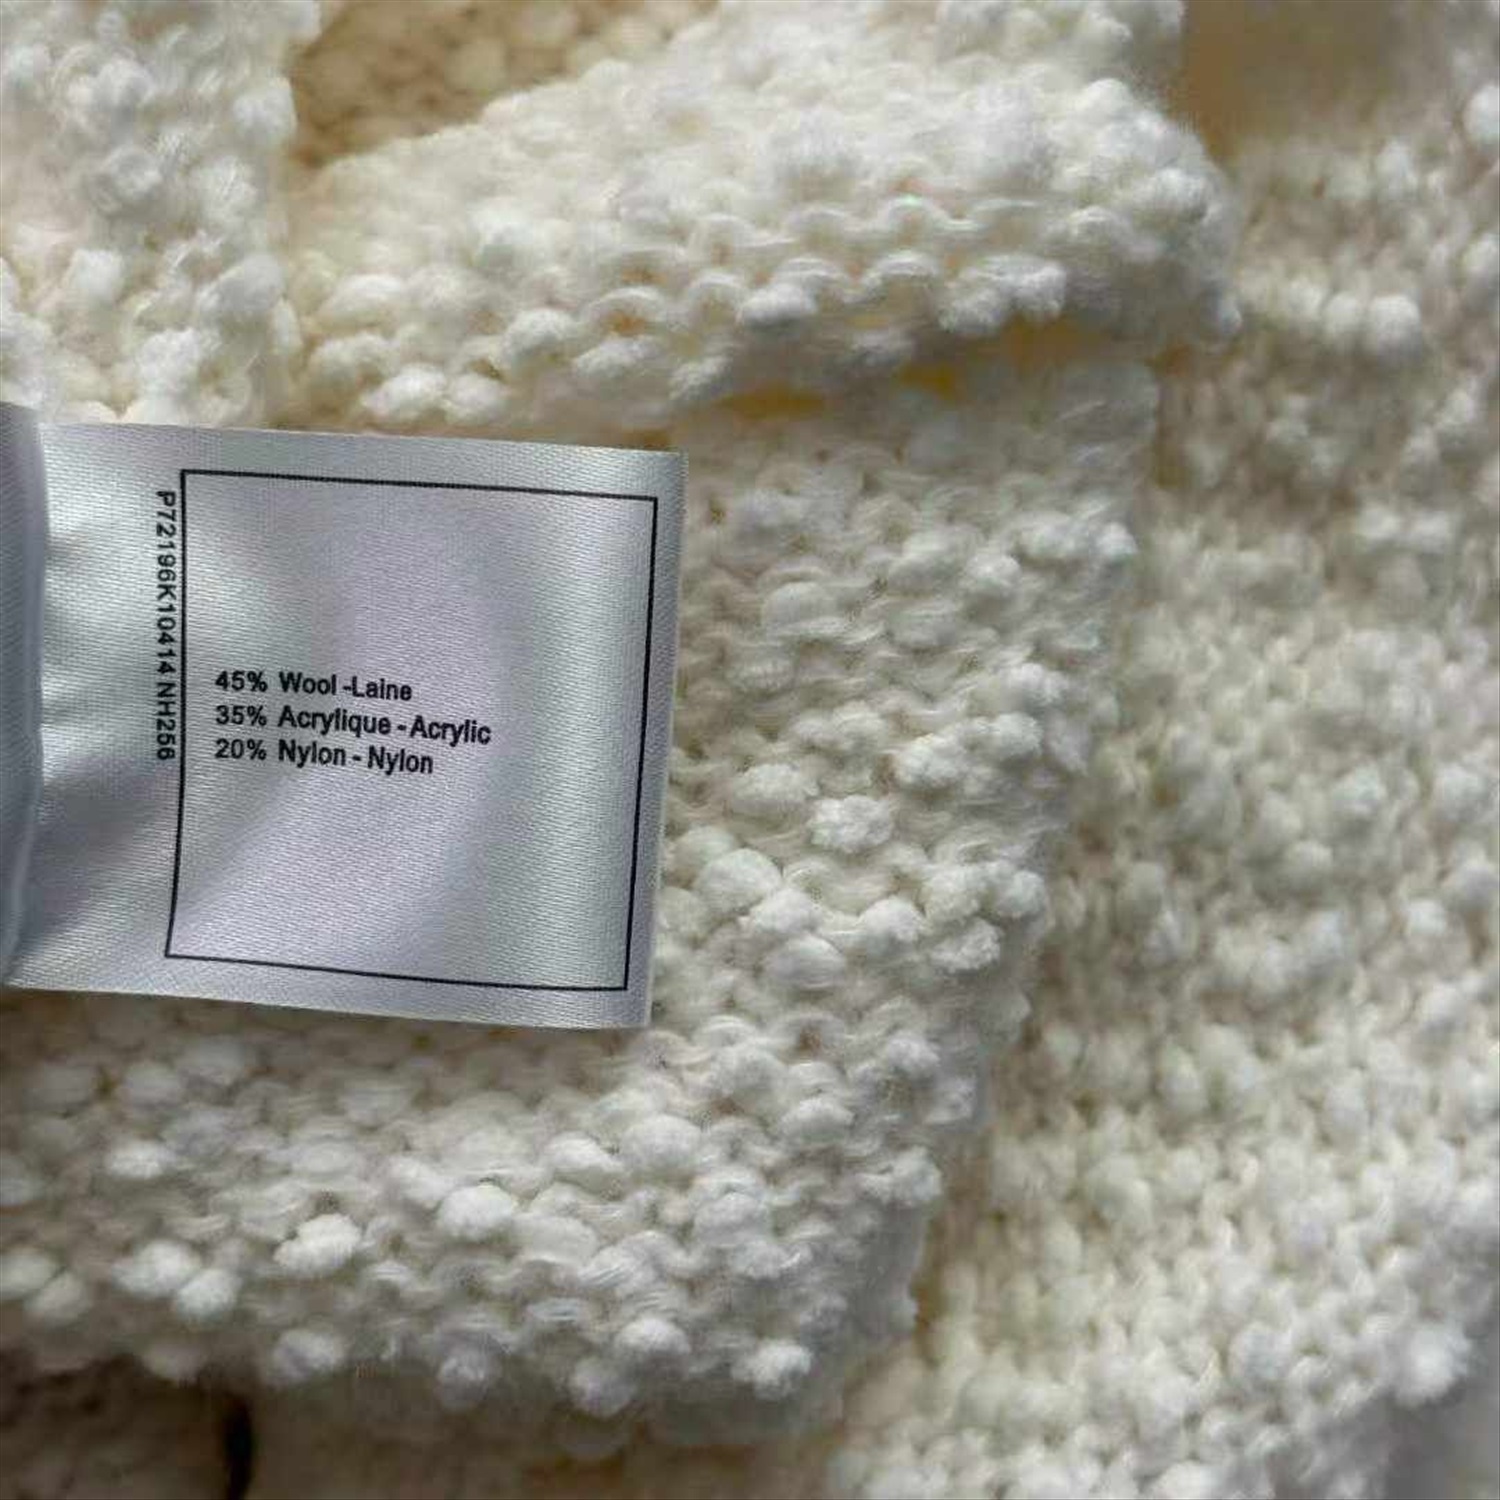 P72196K10414 NH256
45% Wool -Laine
35% Acrylique - Acrylic
20% Nylon - Nylon